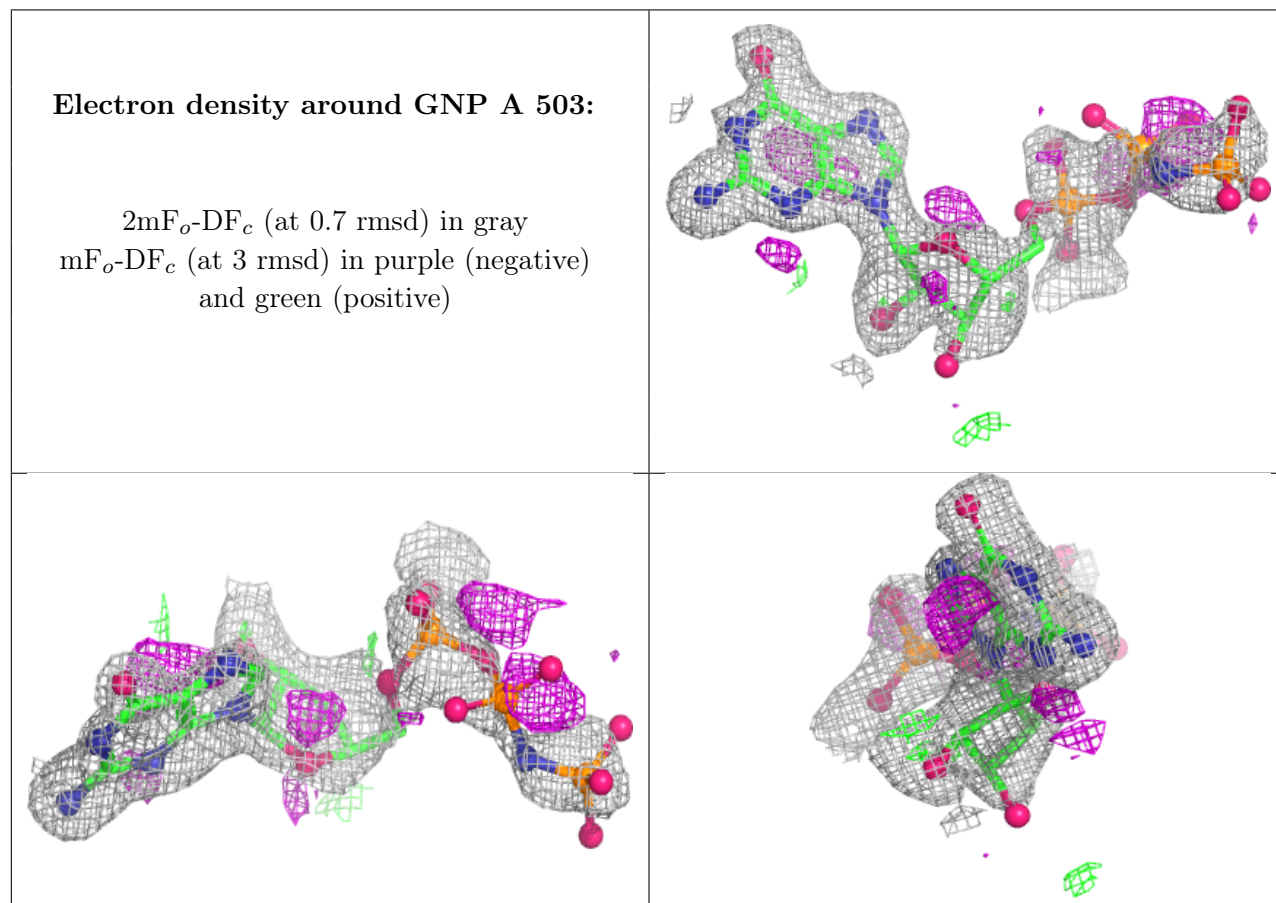 Electron density around GNP A 503:
2mFo-DFc (at 0.7 rmsd) in gray
mFo-DFc (at 3 rmsd) in purple (negative)
and green (positive)